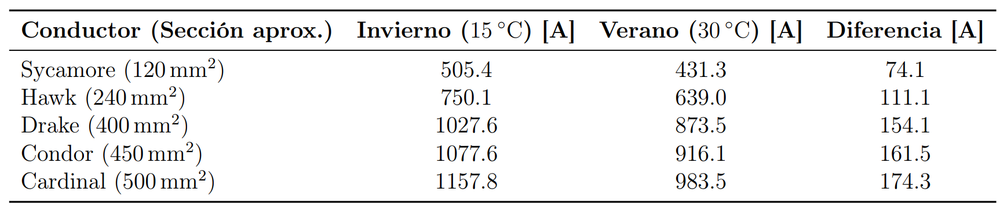 Conductor (Sección aprox.) Invierno (15 °C) [A] Verano (30 °C) [A] Diferencia [A]
Sycamore (120 mm²) 505.4 431.3 74.1
Hawk (240 mm²) 750.1 639.0 111.1
Drake (400 mm²) 1027.6 873.5 154.1
Condor (450 mm²) 1077.6 916.1 161.5
Cardinal (500 mm²) 1157.8 983.5 174.3